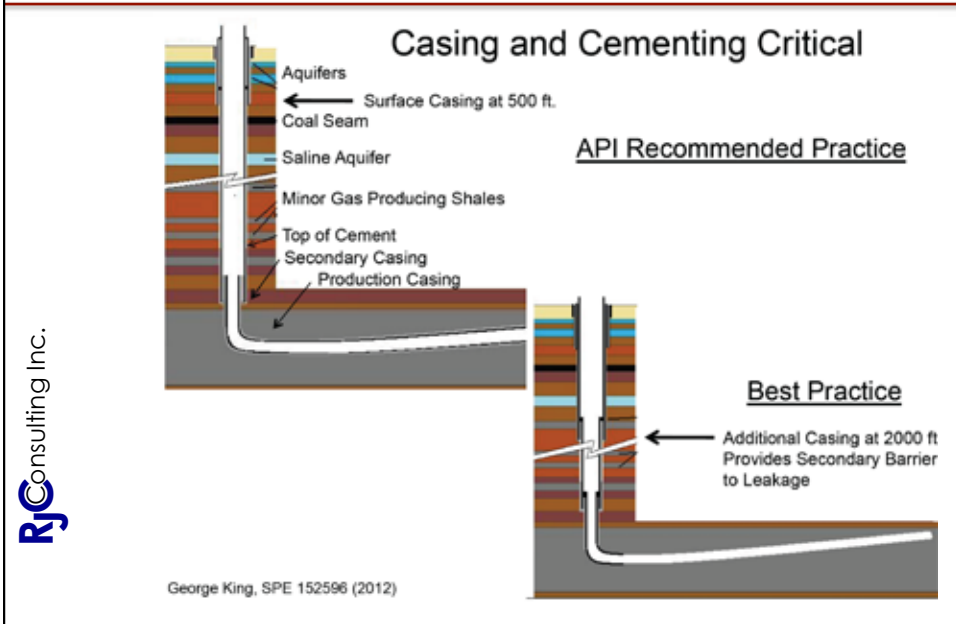 Casing and Cementing Critical
Aquifers
Surface Casing at 500 ft.
Coal Seam
API Recommended Practice
Saline Aquifer
Minor Gas Producing Shales
Top of Cement
Secondary Casing
Production Casing
Best Practice
Additional Casing at 2000 ft
Provides Secondary Barrier
to Leakage
RJC Consulting Inc.
George King, SPE 152596 (2012)